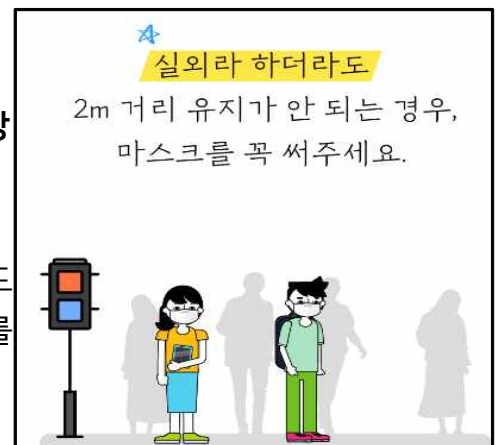 실외라 하더라도
2m 거리 유지가 안 되는 경우,
마스크를 꼭 써주세요.
를